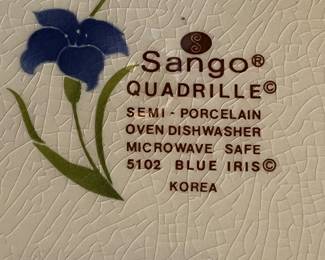 S
Sango®
QUADRILLE©
SEMI-PORCELAIN
OVEN DISHWASHER
MICROWAVE SAFE
5102 BLUE IRIS©
KOREA